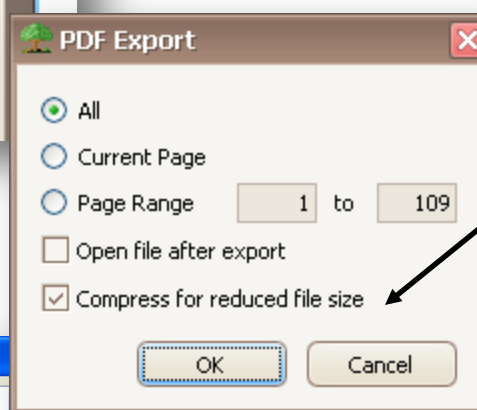 PDF Export
All
Current Page
Page Range 1 to 109
Open file after export
Compress for reduced file size
OK Cancel